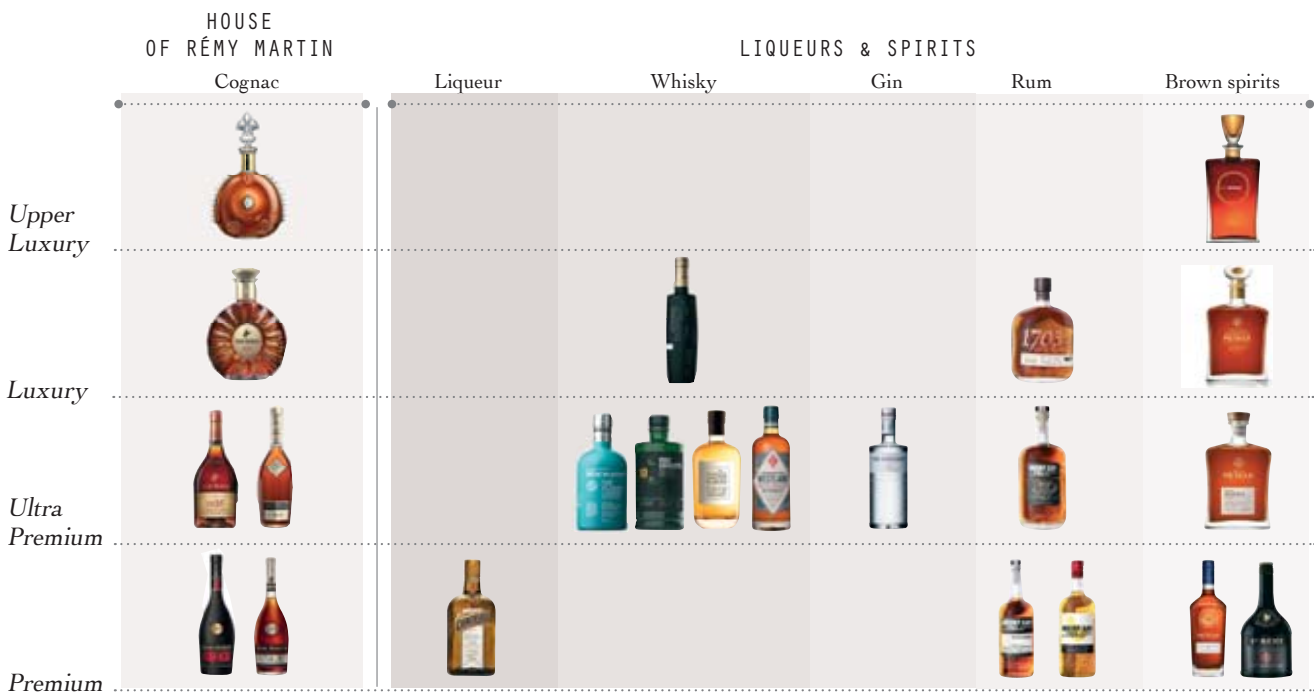 HOUSE
OF RÉMY MARTIN
LIQUEURS & SPIRITS
Cognac
Liqueur
Whisky
Gin
Rum
Brown spirits
Upper
Luxury
Luxury
1703
Ultra
Premium
Premium